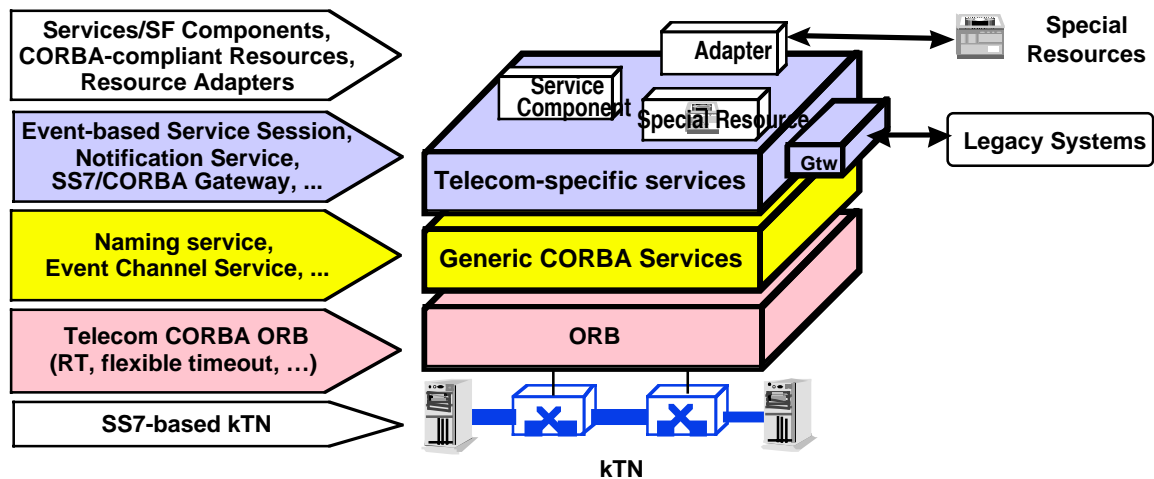 Services/SF Components,
CORBA-compliant Resources,
Resource Adapters
Event-based Service Session,
Notification Service,
SS7/CORBA Gateway, ...
Naming service,
Event Channel Service, ...
Telecom CORBA ORB
(RT, flexible timeout, …)
SS7-based kTN
Adapter
Service
Component
Special Resource
Gtw
Telecom-specific services
Generic CORBA Services
ORB
kTN
Special
Resources
Legacy Systems